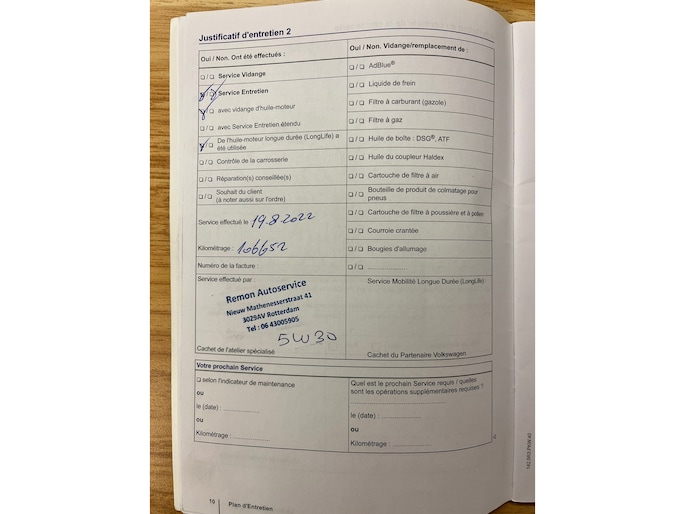 Justificatif d'entretien 2
Oui / Non. Ont été effectués :
❏ / ❏ Service Vidange
❏ / ❏ Service Entretien
❏ / ❏ avec vidange d'huile-moteur
❏ / ❏ avec Service Entretien étendu
❏ / ❏ De l'huile-moteur longue durée (LongLife) a
été utilisée
❏ / ❏ Contrôle de la carrosserie
❏ / ❏ Réparation(s) conseillée(s)
❏ / ❏ Souhait du client
(à noter aussi sur l'ordre)
Service effectué le 19.8.2022
Kilométrage : 106652
Numéro de la facture :
Service effectué par :
Remon Autoservice
Nieuw Mathenesserstraat 41
3029AV Rotterdam
Tel : 06 43005905
5W30
Cachet de l'atelier spécialisé
Oui / Non. Vidange/remplacement de :
❏ / ❏ AdBlue®
❏ / ❏ Liquide de frein
❏ / ❏ Filtre à carburant (gazole)
❏ / ❏ Filtre à gaz
❏ / ❏ Huile de boîte : DSG®, ATF
❏ / ❏ Huile du coupleur Haldex
❏ / ❏ Cartouche de filtre à air
❏ / ❏ Bouteille de produit de colmatage pour
pneus
❏ / ❏ Cartouche de filtre à poussière et à pollen
❏ / ❏ Courroie crantée
❏ / ❏ Bougies d'allumage
❏ / ❏ ....................
Service Mobilité Longue Durée (LongLife)
Cachet du Partenaire Volkswagen
Votre prochain Service
❏ selon l'indicateur de maintenance
ou
le (date) : ....................
ou
Kilométrage : ....................
Quel est le prochain Service requis / quelles
sont les opérations supplémentaires requises ?
....................
le (date) : ....................
ou
Kilométrage : ....................
10 Plan d'Entretien